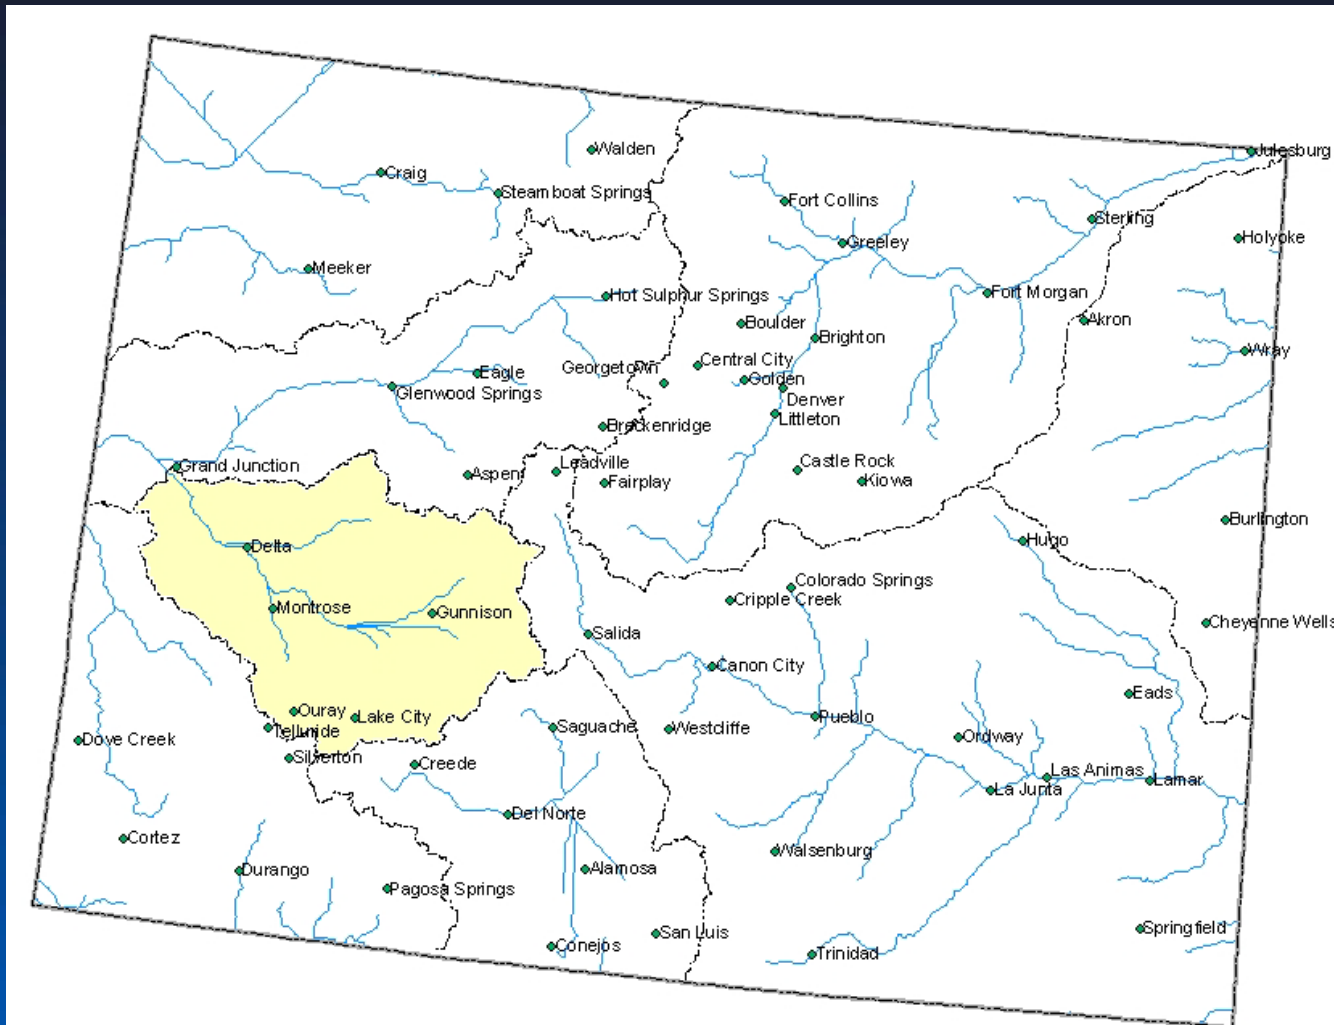 Julesburg
Walden
Craig
Steamboat Springs
Fort Collins
Sterling
Holyoke
Greeley
Meeker
Hot Sulphur Springs
Fort Morgan
Boulder
Akron
Brighton
Wray
Central City
Georgetown
Eagle
Golden
Glenwood Springs
Denver
Littleton
Breckenridge
Grand Junction
Aspen
Leadville
Castle Rock
Fairplay
Kiowa
Burlington
Delta
Hugo
Colorado Springs
Cripple Creek
Montrose
Gunnison
Salida
Cheyenne Wells
Canon City
Eads
Ouray
Lake City
Pueblo
Telluride
Saguache
Westcliffe
Dove Creek
Ordway
Silverton
Creede
Las Animas
Lamar
La Junta
Del Norte
Cortez
Walsenburg
Durango
Alamosa
Pagosa Springs
Springfield
San Luis
Conejos
Trinidad